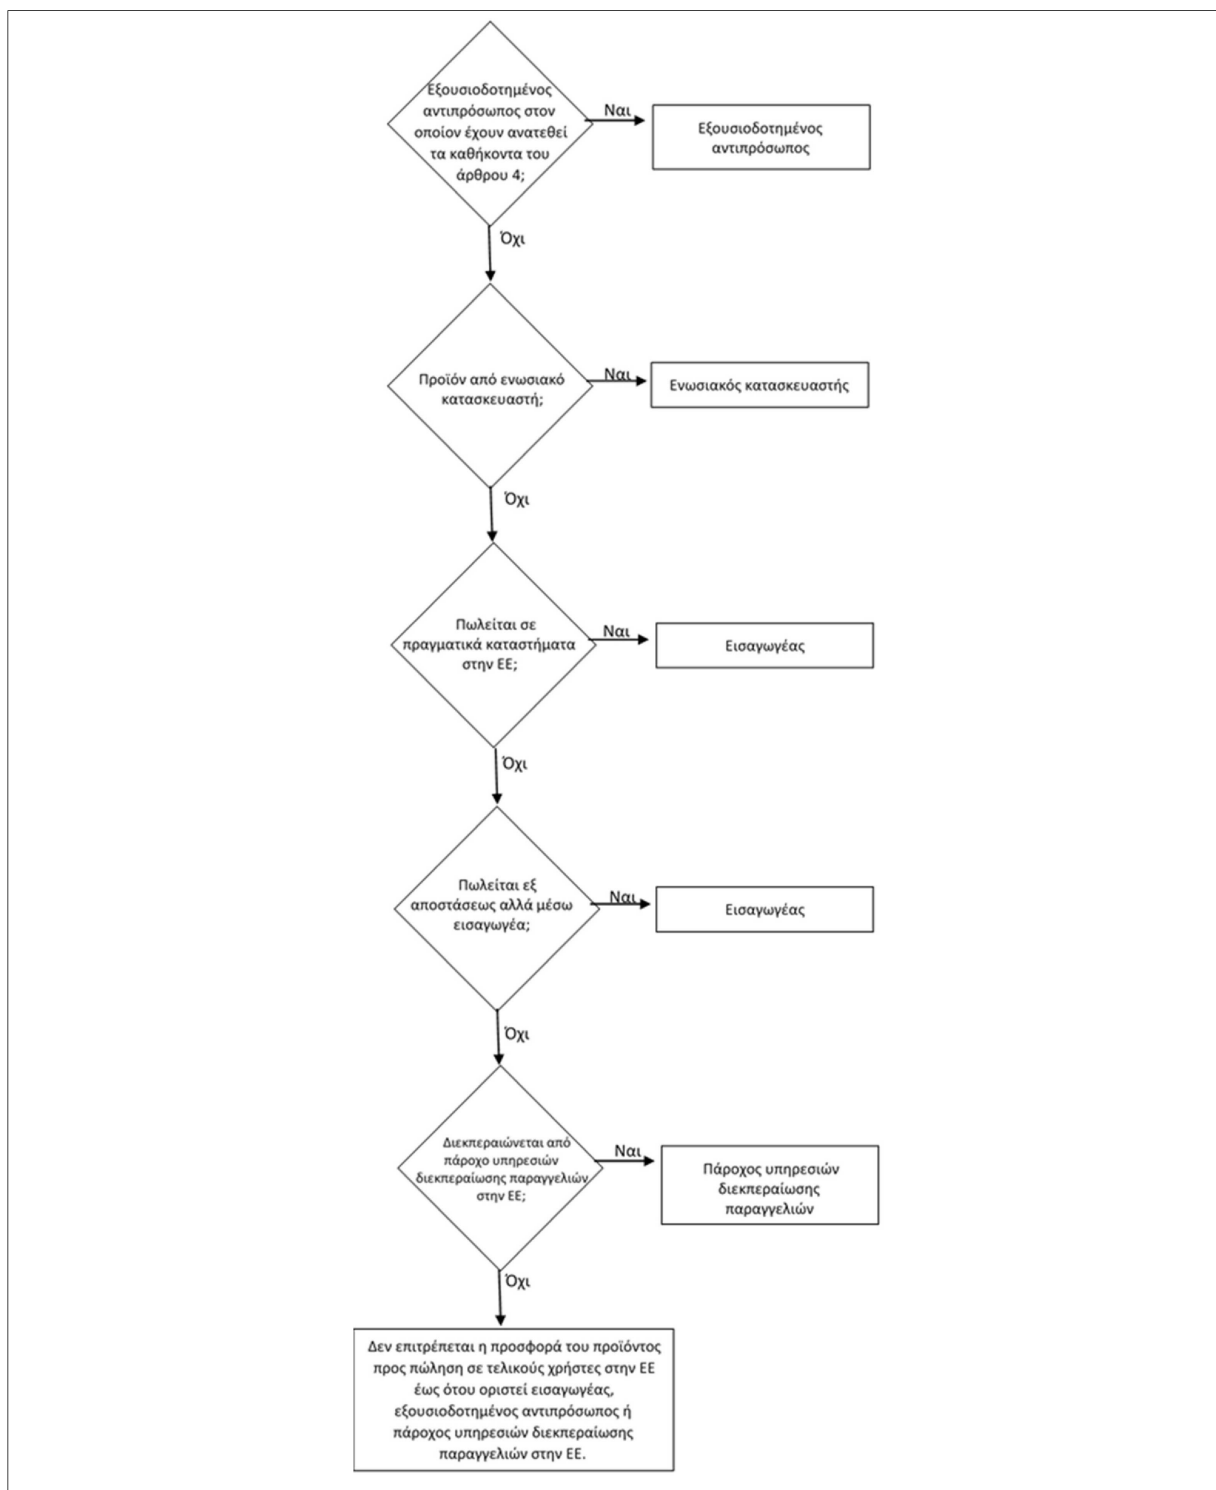 Εξουσιοδοτημένος
αντιπρόσωπος στον
οποίον έχουν ανατεθεί
τα καθήκοντα του
άρθρου 4;
Ναι
Εξουσιοδοτημένος
αντιπρόσωπος
Όχι
Προϊόν από ενωσιακό
κατασκευαστή;
Ναι
Ενωσιακός κατασκευαστής
Όχι
Πωλείται σε
πραγματικά καταστήματα
στην ΕΕ;
Ναι
Εισαγωγέας
Όχι
Πωλείται εξ
αποστάσεως αλλά μέσω
εισαγωγέα;
Ναι
Εισαγωγέας
Όχι
Διεκπεραιώνεται από
πάροχο υπηρεσιών
διεκπεραίωσης παραγγελιών
στην ΕΕ;
Ναι
Πάροχος υπηρεσιών
διεκπεραίωσης
παραγγελιών
Όχι
Δεν επιτρέπεται η προσφορά του προϊόντος
προς πώληση σε τελικούς χρήστες στην ΕΕ
έως ότου οριστεί εισαγωγέας,
εξουσιοδοτημένος αντιπρόσωπος ή
πάροχος υπηρεσιών διεκπεραίωσης
παραγγελιών στην ΕΕ.